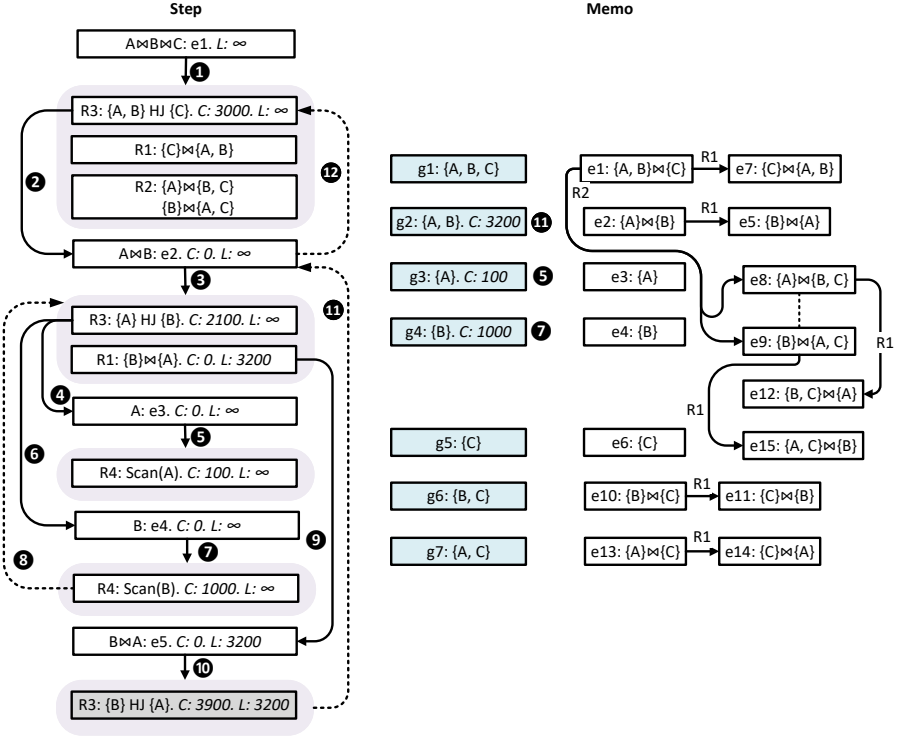 Step
A⋈B⋈C: e1. L: ∞
1
R3: {A, B} HJ {C}. C: 3000. L: ∞
R1: {C}⋈{A, B}
R2: {A}⋈{B, C}
{B}⋈{A, C}
2
12
A⋈B: e2. C: 0. L: ∞
3
R3: {A} HJ {B}. C: 2100. L: ∞
11
R1: {B}⋈{A}. C: 0. L: 3200
4
A: e3. C: 0. L: ∞
5
6
R4: Scan(A). C: 100. L: ∞
B: e4. C: 0. L: ∞
9
7
8
R4: Scan(B). C: 1000. L: ∞
B⋈A: e5. C: 0. L: 3200
10
R3: {B} HJ {A}. C: 3900. L: 3200
Memo
g1: {A, B, C}
e1: {A, B}⋈{C}
R1
e7: {C}⋈{A, B}
R2
g2: {A, B}. C: 3200
11
e2: {A}⋈{B}
R1
e5: {B}⋈{A}
g3: {A}. C: 100
5
e3: {A}
e8: {A}⋈{B, C}
g4: {B}. C: 1000
7
e4: {B}
e9: {B}⋈{A, C}
R1
e12: {B, C}⋈{A}
R1
g5: {C}
e6: {C}
e15: {A, C}⋈{B}
g6: {B, C}
e10: {B}⋈{C}
R1
e11: {C}⋈{B}
g7: {A, C}
e13: {A}⋈{C}
R1
e14: {C}⋈{A}